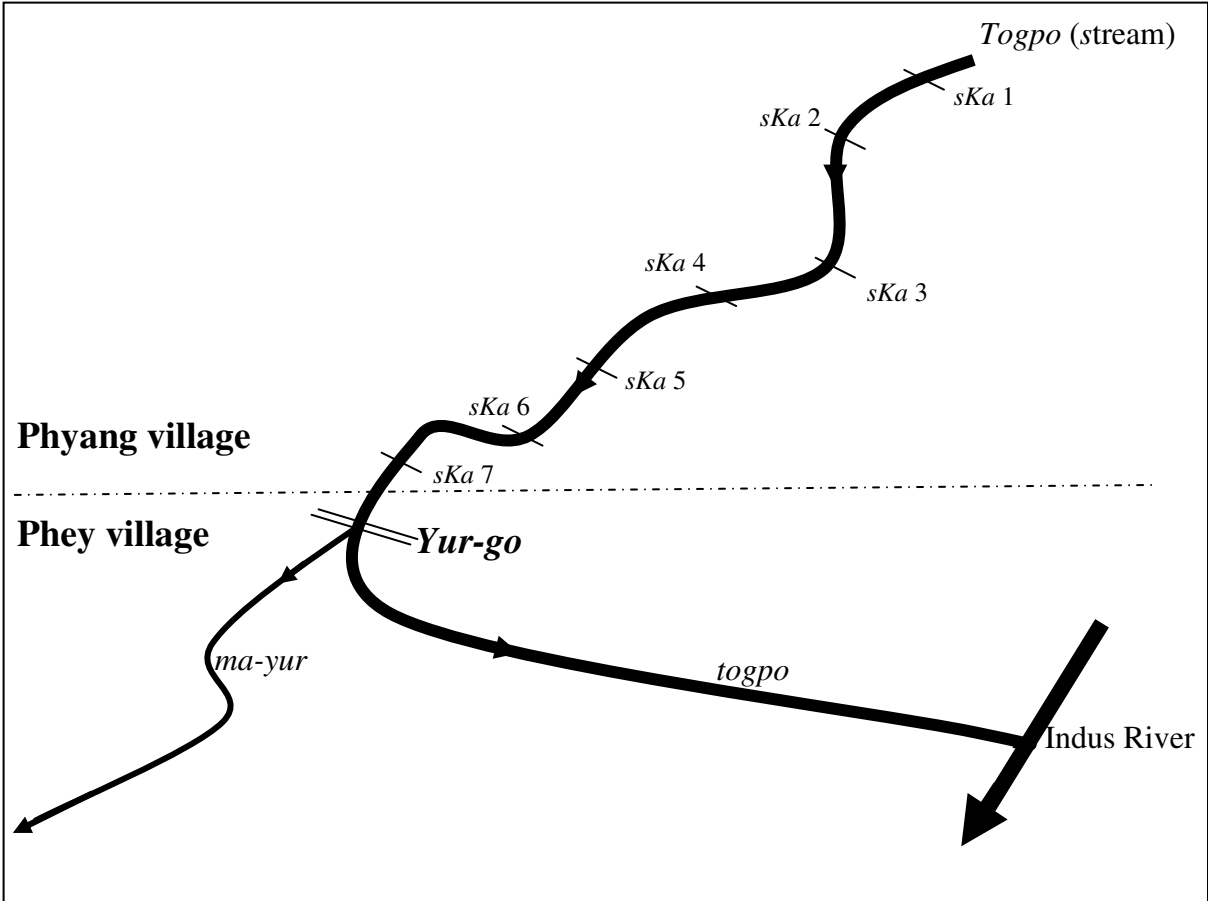 Togpo (stream)
sKa 1
sKa 2
sKa 3
sKa 4
sKa 5
sKa 6
Phyang village
sKa 7
Phey village
Yur-go
ma-yur
togpo
Indus River